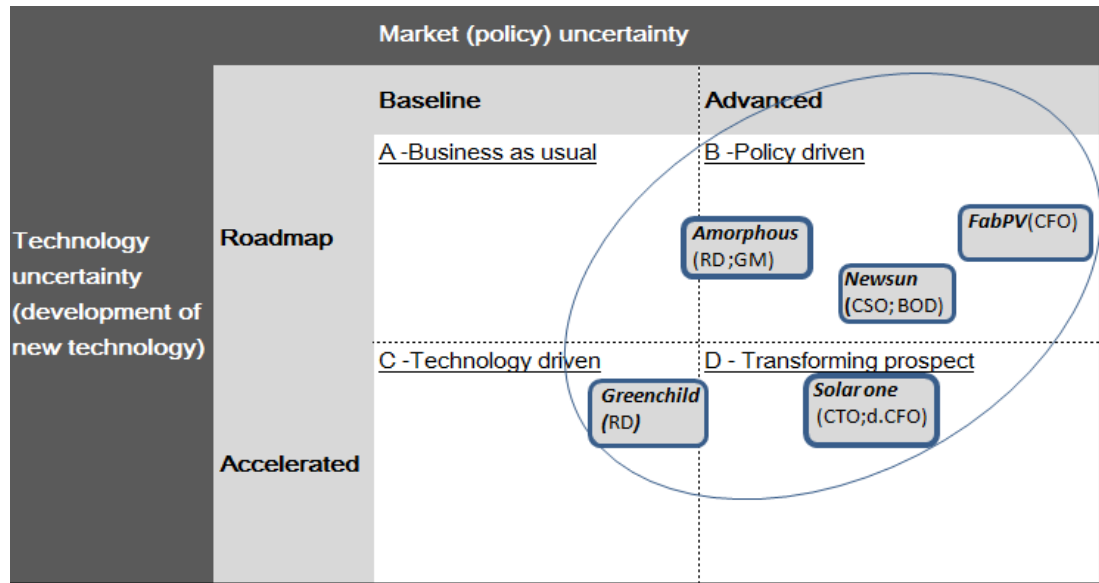 Market (policy) uncertainty
Baseline
Advanced
A -Business as usual
B -Policy driven
Technology
uncertainty
(development of
new technology)
Roadmap
Amorphous
(RD ;GM)
FabPV(CFO)
Newsun
(CSO; BOD)
C -Technology driven
D - Transforming prospect
Accelerated
Greenchild
(RD)
Solar one
(CTO;d.CFO)